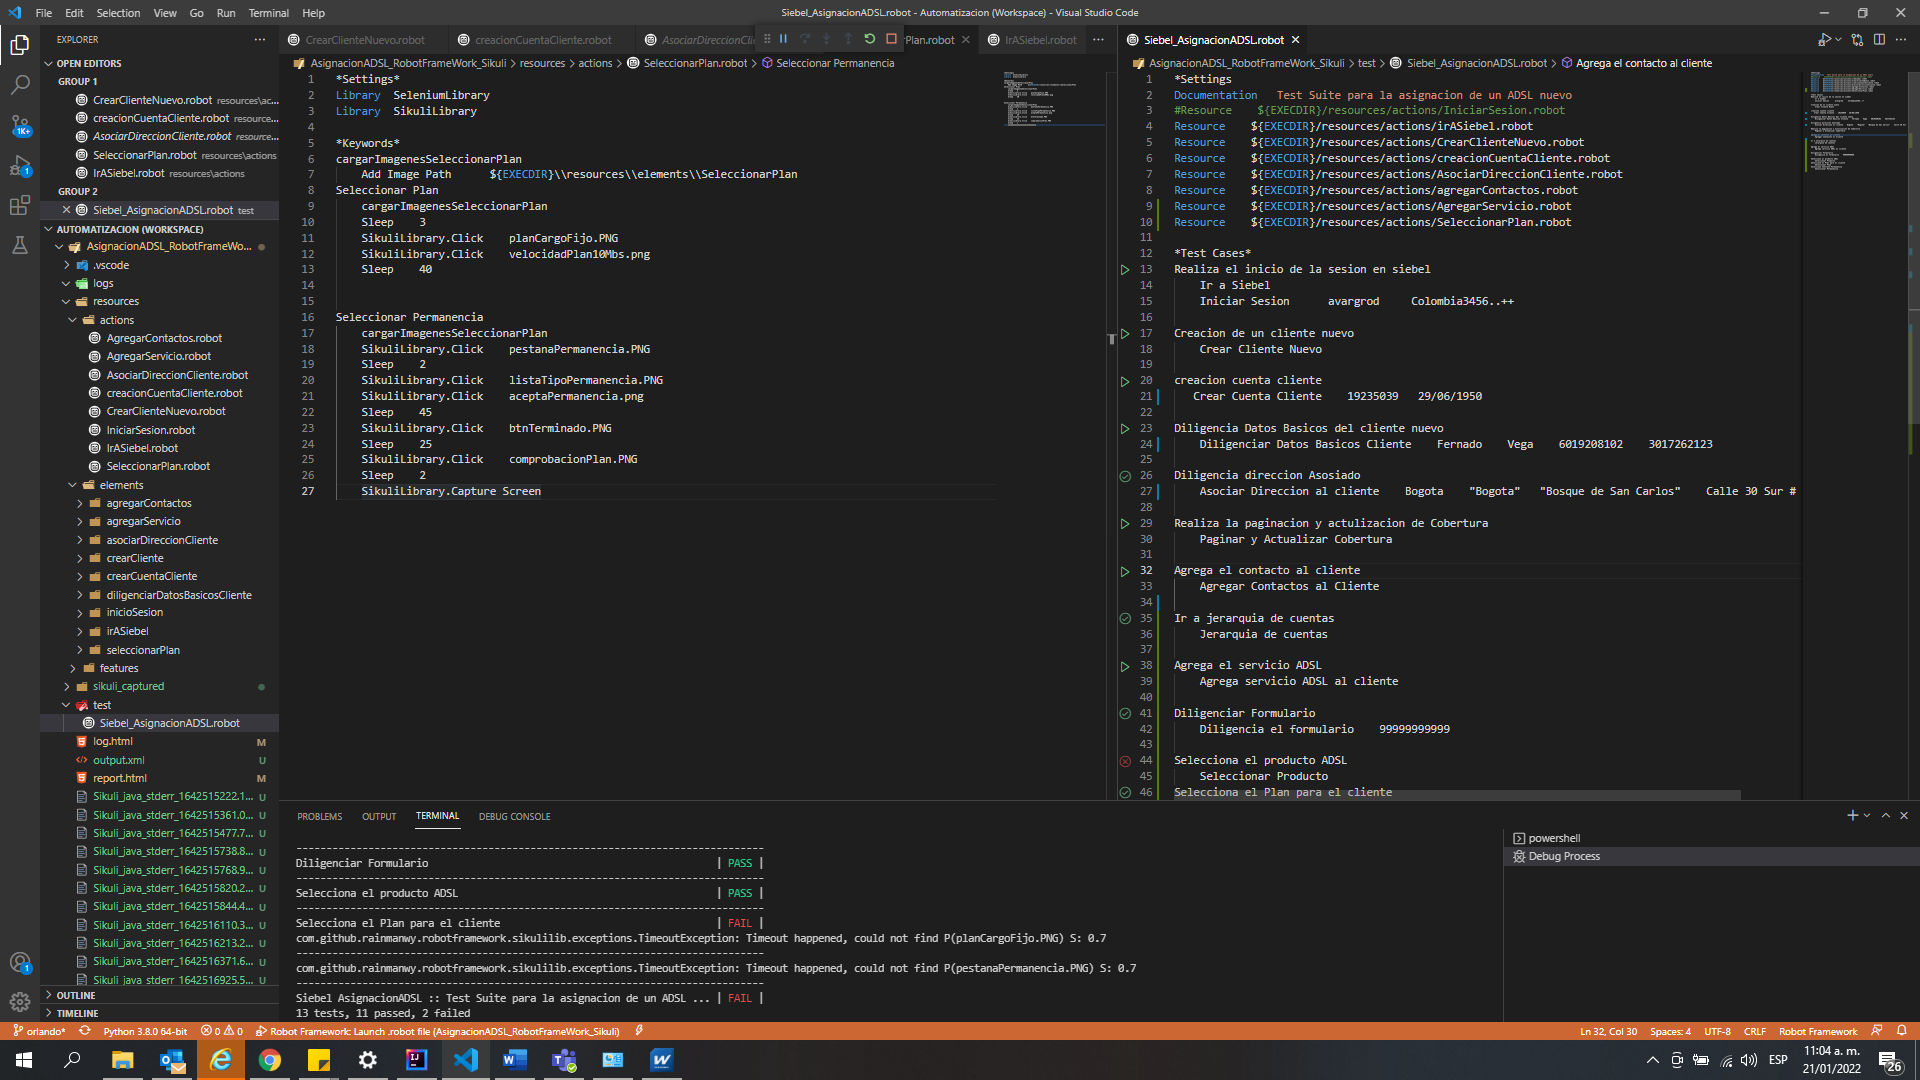 File Edit Selection View Go Run Terminal Help
Siebel_AsignacionADSL.robot - Automatizacion (Workspace) - Visual Studio Code
EXPLORER
OPEN EDITORS
GROUP 1
CrearClienteNuevo.robot resources\ac...
creacionCuentaCliente.robot resource...
AsociarDireccionCliente.robot resource...
SeleccionarPlan.robot resources\actions
IrASiebel.robot resources\actions
GROUP 2
Siebel_AsignacionADSL.robot test
AUTOMATIZACION (WORKSPACE)
AsignacionADSL_RobotFrameWo...
.vscode
logs
resources
actions
AgregarContactos.robot
AgregarServicio.robot
AsociarDireccionCliente.robot
creacionCuentaCliente.robot
CrearClienteNuevo.robot
IniciarSesion.robot
IrASiebel.robot
SeleccionarPlan.robot
elements
agregarContactos
agregarServicio
asociarDireccionCliente
crearCliente
crearCuentaCliente
diligenciarDatosBasicosCliente
inicioSesion
irASiebel
seleccionarPlan
features
sikuli_captured
test
Siebel_AsignacionADSL.robot
log.html M
output.xml U
report.html M
Sikuli_java_stderr_1642515222.1... U
Sikuli_java_stderr_1642515361.0... U
Sikuli_java_stderr_1642515477.7... U
Sikuli_java_stderr_1642515738.8... U
Sikuli_java_stderr_1642515768.9... U
Sikuli_java_stderr_1642515820.2... U
Sikuli_java_stderr_1642515844.4... U
Sikuli_java_stderr_1642516110.3... U
Sikuli_java_stderr_1642516213.2... U
Sikuli_java_stderr_1642516371.6... U
Sikuli_java_stderr_1642516925.5... U
OUTLINE
TIMELINE
1K+
1
1
CrearClienteNuevo.robot creacionCuentaCliente.robot AsociarDireccionCli rPlan.robot IrASiebel.robot
AsignacionADSL_RobotFrameWork_Sikuli > resources > actions > SeleccionarPlan.robot > Seleccionar Permanencia
1 *Settings*
2 Library SeleniumLibrary
3 Library SikuliLibrary
4
5 *Keywords*
6 cargarImagenesSeleccionarPlan
7 Add Image Path ${EXECDIR}\\resources\\elements\\SeleccionarPlan
8 Seleccionar Plan
9 cargarImagenesSeleccionarPlan
10 Sleep 3
11 SikuliLibrary.Click planCargoFijo.PNG
12 SikuliLibrary.Click velocidadPlan10Mbs.png
13 Sleep 40
14
15
16 Seleccionar Permanencia
17 cargarImagenesSeleccionarPlan
18 SikuliLibrary.Click pestanaPermanencia.PNG
19 Sleep 2
20 SikuliLibrary.Click listaTipoPermanencia.PNG
21 SikuliLibrary.Click aceptaPermanencia.png
22 Sleep 45
23 SikuliLibrary.Click btnTerminado.PNG
24 Sleep 25
25 SikuliLibrary.Click comprobacionPlan.PNG
26 Sleep 2
27 SikuliLibrary.Capture Screen
Siebel_AsignacionADSL.robot
AsignacionADSL_RobotFrameWork_Sikuli > test > Siebel_AsignacionADSL.robot > Agrega el contacto al cliente
1 *Settings
2 Documentation Test Suite para la asignacion de un ADSL nuevo
3 #Resource ${EXECDIR}/resources/actions/IniciarSesion.robot
4 Resource ${EXECDIR}/resources/actions/irASiebel.robot
5 Resource ${EXECDIR}/resources/actions/CrearClienteNuevo.robot
6 Resource ${EXECDIR}/resources/actions/creacionCuentaCliente.robot
7 Resource ${EXECDIR}/resources/actions/AsociarDireccionCliente.robot
8 Resource ${EXECDIR}/resources/actions/agregarContactos.robot
9 Resource ${EXECDIR}/resources/actions/AgregarServicio.robot
10 Resource ${EXECDIR}/resources/actions/SeleccionarPlan.robot
11
12 *Test Cases*
13 Realiza el inicio de la sesion en siebel
14 Ir a Siebel
15 Iniciar Sesion avargrod Colombia3456..++
16
17 Creacion de un cliente nuevo
18 Crear Cliente Nuevo
19
20 creacion cuenta cliente
21 Crear Cuenta Cliente 19235039 29/06/1950
22
23 Diligencia Datos Basicos del cliente nuevo
24 Diligenciar Datos Basicos Cliente Fernado Vega 6019208102 3017262123
25
26 Diligencia direccion Asosiado
27 Asociar Direccion al cliente Bogota "Bogota" "Bosque de San Carlos" Calle 30 Sur #
28
29 Realiza la paginacion y actulizacion de Cobertura
30 Paginar y Actualizar Cobertura
31
32 Agrega el contacto al cliente
33 Agregar Contactos al Cliente
34
35 Ir a jerarquia de cuentas
36 Jerarquia de cuentas
37
38 Agrega el servicio ADSL
39 Agrega servicio ADSL al cliente
40
41 Diligenciar Formulario
42 Diligencia el formulario 99999999999
43
44 Selecciona el producto ADSL
45 Seleccionar Producto
46 Selecciona el Plan para el cliente
PROBLEMS OUTPUT TERMINAL DEBUG CONSOLE
------------------------------------------------------------------------------
Diligenciar Formulario | PASS |
------------------------------------------------------------------------------
Selecciona el producto ADSL | PASS |
------------------------------------------------------------------------------
Selecciona el Plan para el cliente | FAIL |
com.github.rainmanwy.robotframework.sikulilib.exceptions.TimeoutException: Timeout happened, could not find P(planCargoFijo.PNG) S: 0.7
------------------------------------------------------------------------------
com.github.rainmanwy.robotframework.sikulilib.exceptions.TimeoutException: Timeout happened, could not find P(pestanaPermanencia.PNG) S: 0.7
------------------------------------------------------------------------------
Siebel AsignacionADSL :: Test Suite para la asignacion de un ADSL ... | FAIL |
13 tests, 11 passed, 2 failed
powershell
Debug Process
orlando* Python 3.8.0 64-bit 0 0 Robot Framework: Launch .robot file (AsignacionADSL_RobotFrameWork_Sikuli)
Ln 32, Col 30 Spaces: 4 UTF-8 CRLF Robot Framework
ESP
11:04 a. m.
21/01/2022
26